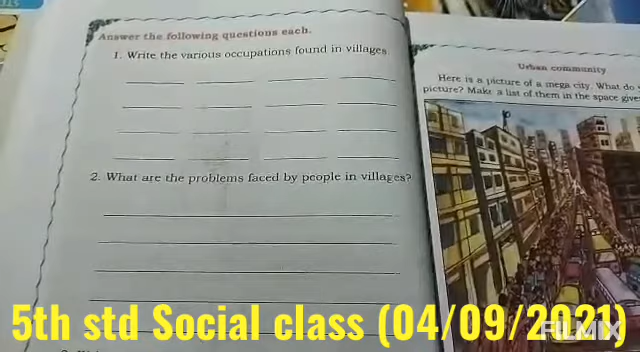 Answer the following questions each.
1. Write the various occupations found in villages
2. What are the problems faced by people in villages?
Urban community
Here is a picture of a mega city. What do
picture? Make a list of them in the space give
5th std Social class (04/09/2021)